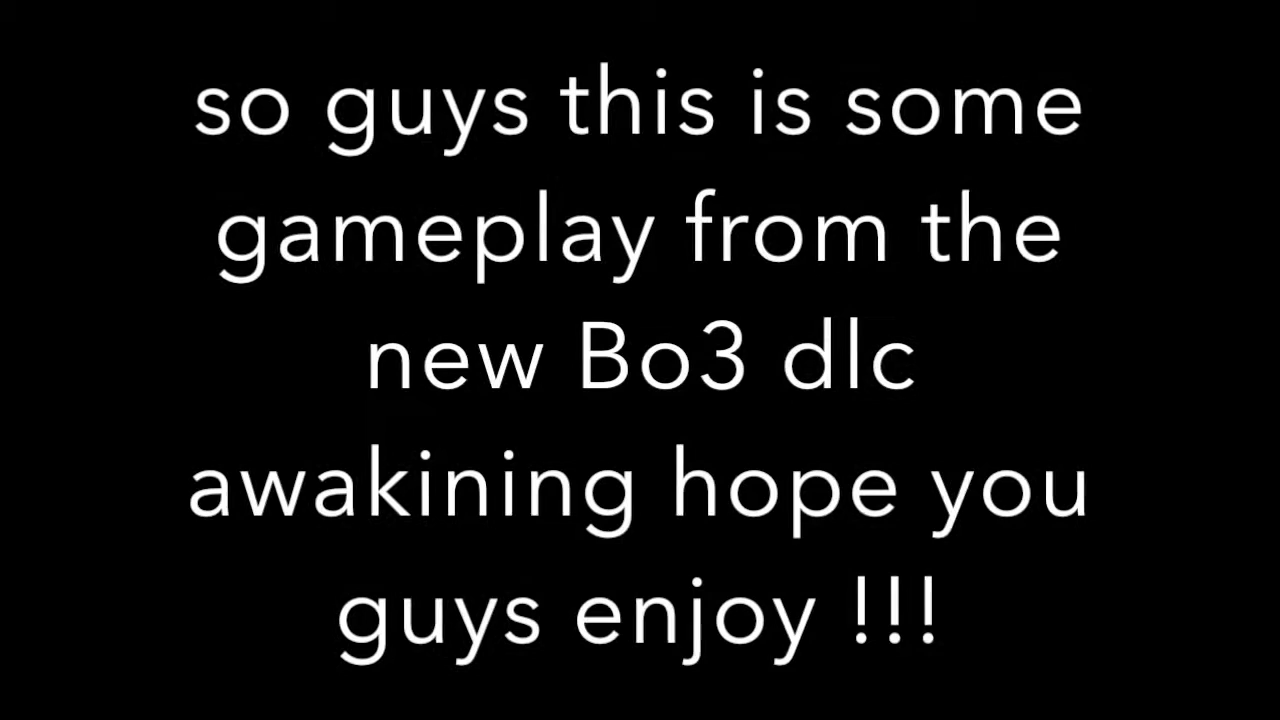 so guys this is some
gameplay from the
new Bo3 dlc
awakining hope you
guys enjoy !!!